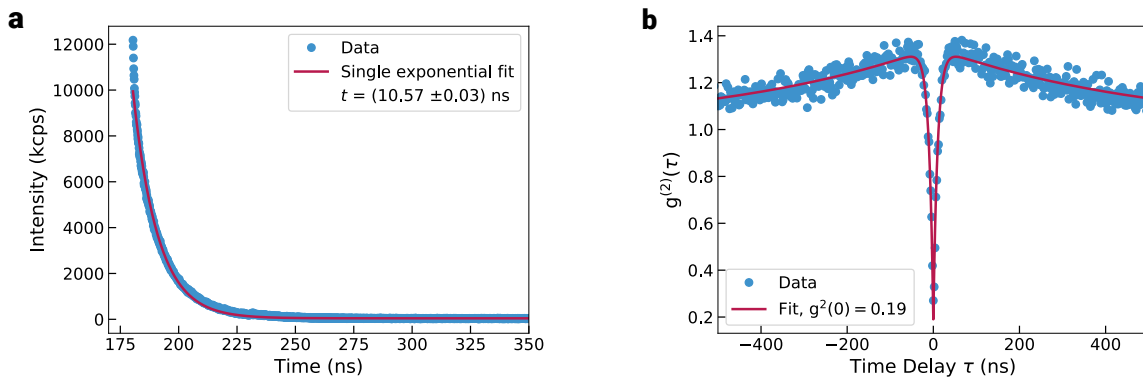 a
12000
10000
8000
6000
4000
2000
0
Intensity (kcps)
175 200 225 250 275 300 325 350
Time (ns)
Data
Single exponential fit
t = (10.57 ±0.03) ns
b
1.4
1.2
1.0
0.8
0.6
0.4
0.2
g⁽²⁾(τ)
−400 −200 0 200 400
Time Delay τ (ns)
Data
Fit, g²(0) = 0.19